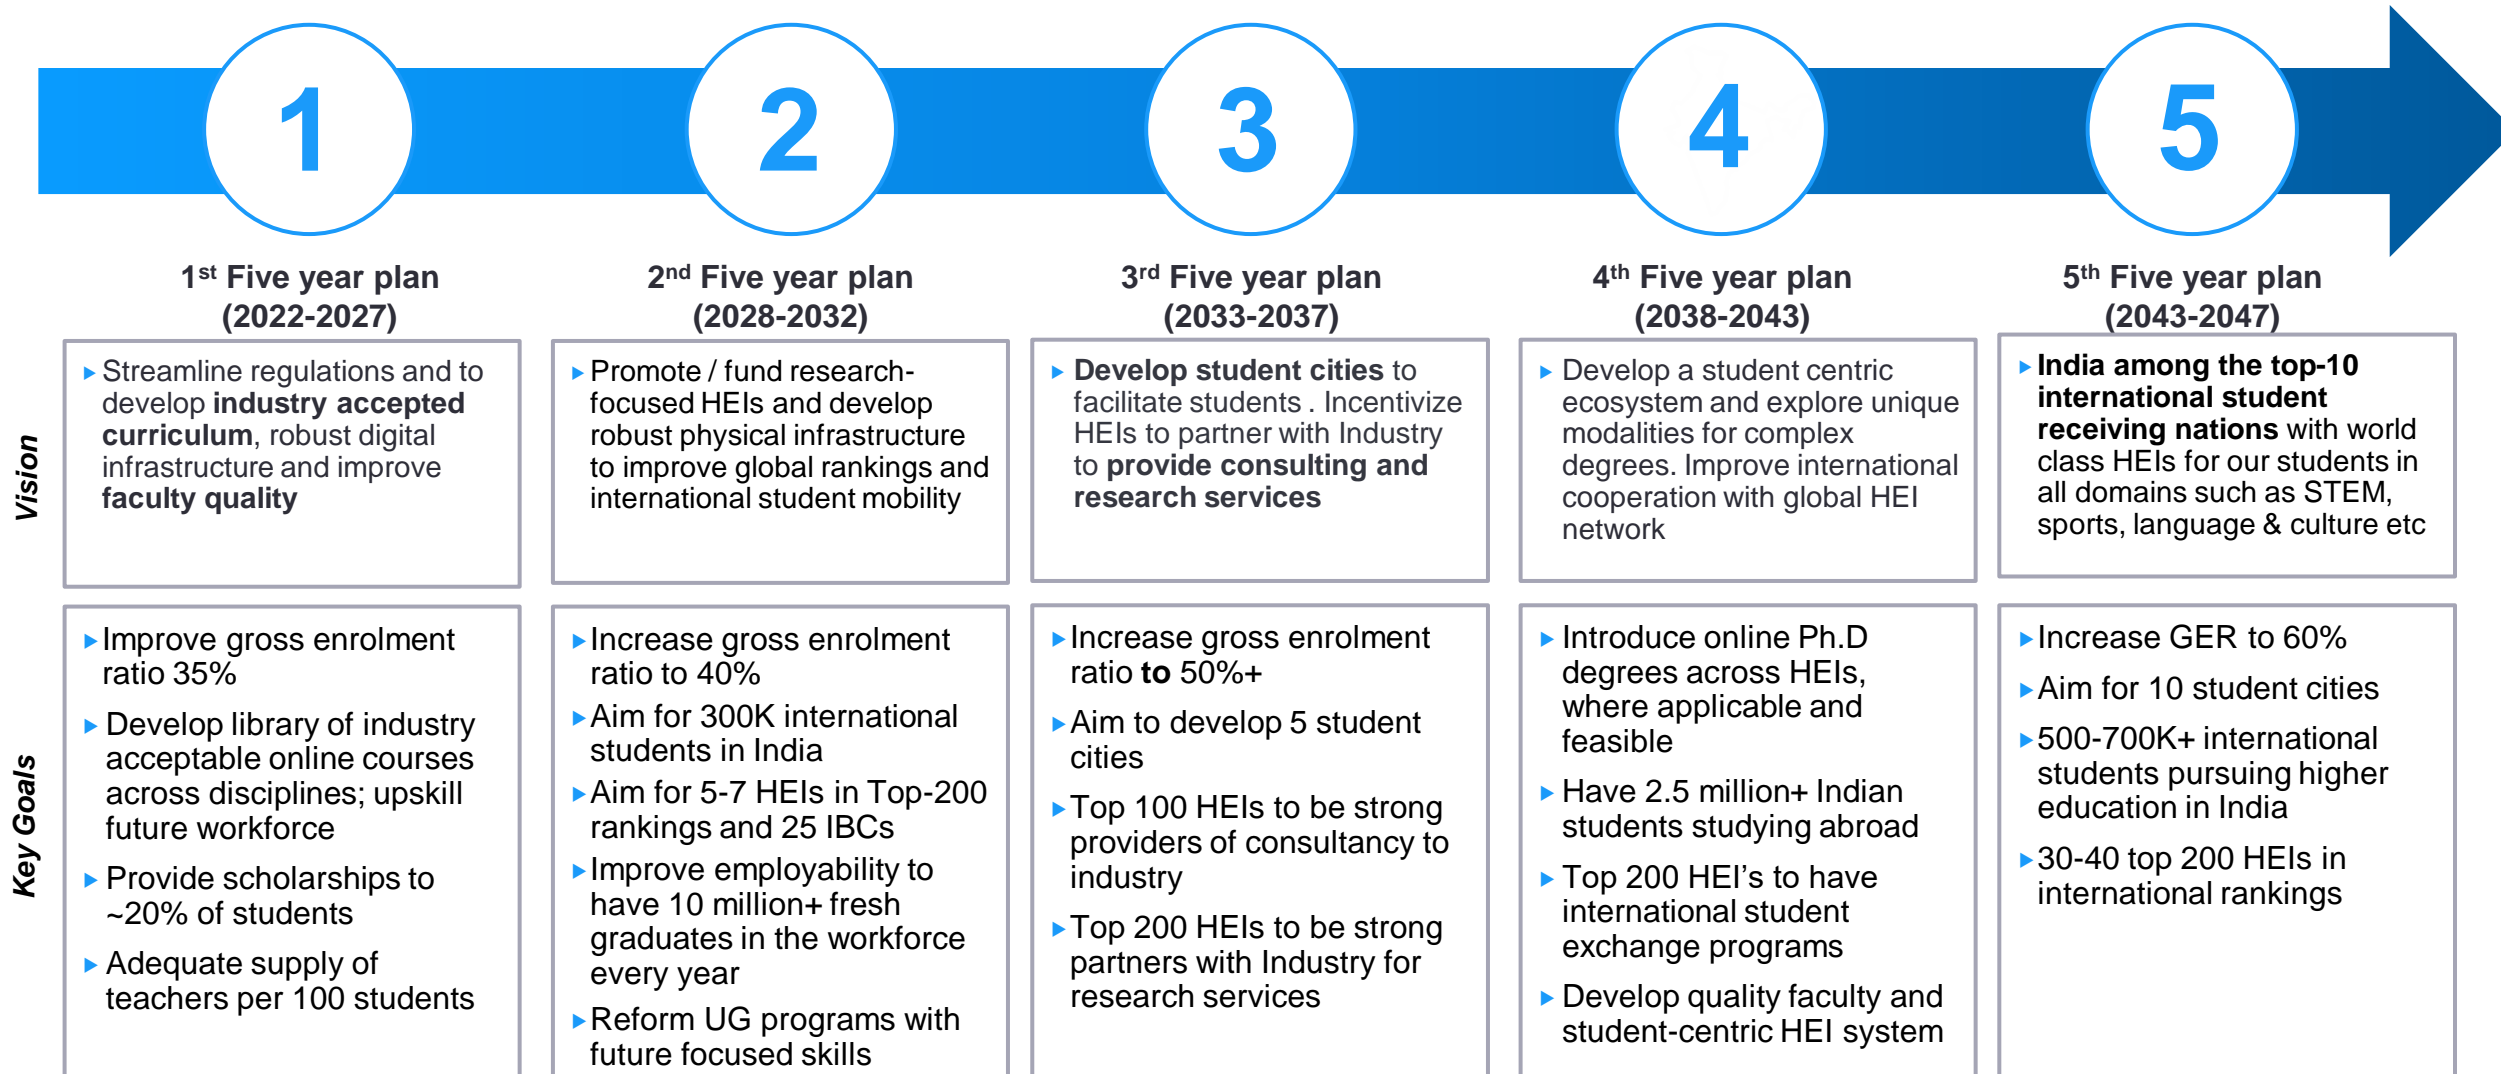 1
2
3
4
5
1st Five year plan
(2022-2027)
2nd Five year plan
(2028-2032)
3rd Five year plan
(2033-2037)
4th Five year plan
(2038-2043)
5th Five year plan
(2043-2047)
Vision
Streamline regulations and to
develop industry accepted
curriculum, robust digital
infrastructure and improve
faculty quality
Promote / fund research-
focused HEIs and develop
robust physical infrastructure
to improve global rankings and
international student mobility
Develop student cities to
facilitate students . Incentivize
HEIs to partner with Industry
to provide consulting and
research services
Develop a student centric
ecosystem and explore unique
modalities for complex
degrees. Improve international
cooperation with global HEI
network
India among the top-10
international student
receiving nations with world
class HEIs for our students in
all domains such as STEM,
sports, language & culture etc
Key Goals
Improve gross enrolment
ratio 35%
Develop library of industry
acceptable online courses
across disciplines; upskill
future workforce
Provide scholarships to
~20% of students
Adequate supply of
teachers per 100 students
Increase gross enrolment
ratio to 40%
Aim for 300K international
students in India
Aim for 5-7 HEIs in Top-200
rankings and 25 IBCs
Improve employability to
have 10 million+ fresh
graduates in the workforce
every year
Reform UG programs with
future focused skills
Increase gross enrolment
ratio to 50%+
Aim to develop 5 student
cities
Top 100 HEIs to be strong
providers of consultancy to
industry
Top 200 HEIs to be strong
partners with Industry for
research services
Introduce online Ph.D
degrees across HEIs,
where applicable and
feasible
Have 2.5 million+ Indian
students studying abroad
Top 200 HEI's to have
international student
exchange programs
Develop quality faculty and
student-centric HEI system
Increase GER to 60%
Aim for 10 student cities
500-700K+ international
students pursuing higher
education in India
30-40 top 200 HEIs in
international rankings